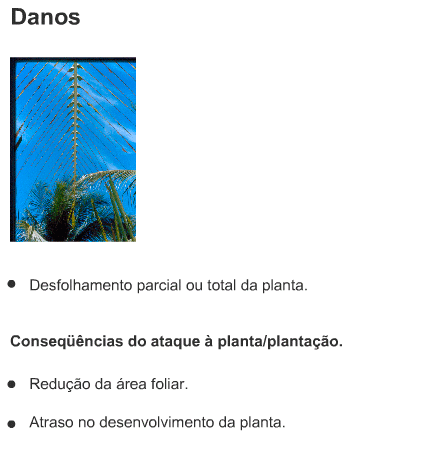 Danos
Desfolhamento parcial ou total da planta.
Conseqüências do ataque à planta/plantação.
Redução da área foliar.
Atraso no desenvolvimento da planta.